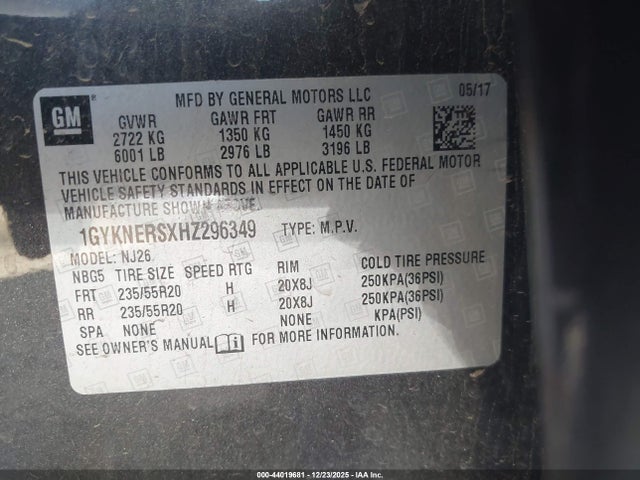 GM
MFD BY GENERAL MOTORS LLC 05/17
GVWR GAWR FRT GAWR RR
2722 KG 1350 KG 1450 KG
6001 LB 2976 LB 3196 LB
THIS VEHICLE CONFORMS TO ALL APPLICABLE U.S. FEDERAL MOTOR
VEHICLE SAFETY STANDARDS IN EFFECT ON THE DATE OF
MANUFACTURE SHOWN ABOVE.
1GYKNERSXHZ296349 TYPE: M.P.V.
MODEL: NJ26
NBG5 TIRE SIZE SPEED RTG RIM COLD TIRE PRESSURE
FRT 235/55R20 H 20X8J 250KPA(36PSI)
RR 235/55R20 H 20X8J 250KPA(36PSI)
SPA NONE NONE KPA(PSI)
SEE OWNER'S MANUAL FOR MORE INFORMATION.
000-44019681 - 12/23/2025 - IAA Inc.